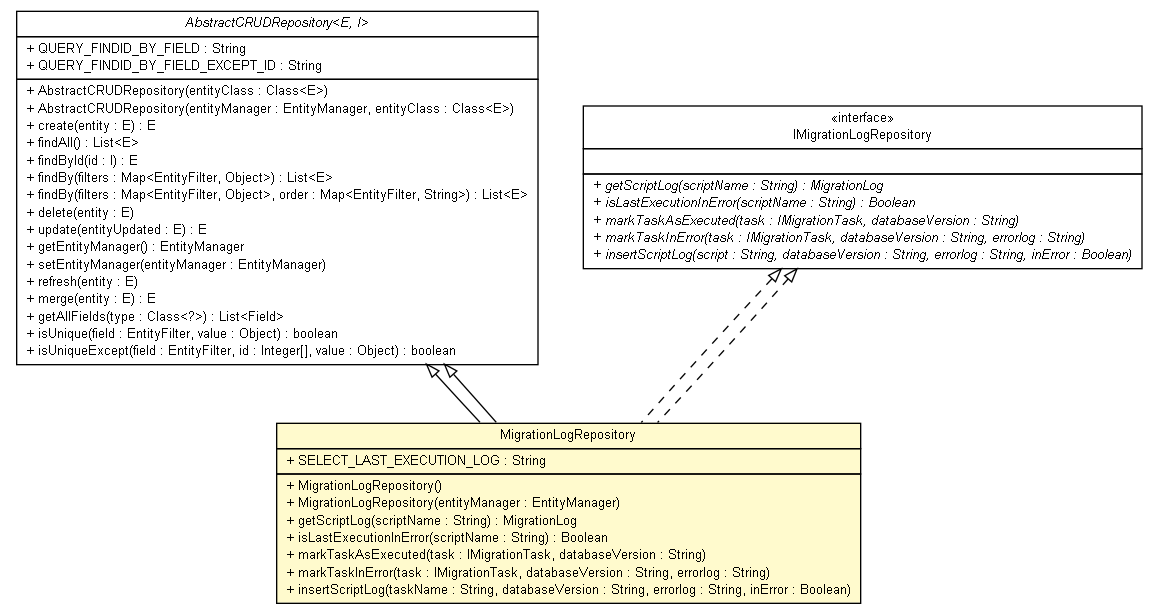 AbstractCRUDRepository<E, I>
+ QUERY_FINDID_BY_FIELD : String
+ QUERY_FINDID_BY_FIELD_EXCEPT_ID : String
+ AbstractCRUDRepository(entityClass : Class<E>)
+ AbstractCRUDRepository(entityManager : EntityManager, entityClass : Class<E>)
+ create(entity : E) : E
+ findAll() : List<E>
+ findById(id : I) : E
+ findBy(filters : Map<EntityFilter, Object>) : List<E>
+ findBy(filters : Map<EntityFilter, Object>, order : Map<EntityFilter, String>) : List<E>
+ delete(entity : E)
+ update(entityUpdated : E) : E
+ getEntityManager() : EntityManager
+ setEntityManager(entityManager : EntityManager)
+ refresh(entity : E)
+ merge(entity : E) : E
+ getAllFields(type : Class<?>) : List<Field>
+ isUnique(field : EntityFilter, value : Object) : boolean
+ isUniqueExcept(field : EntityFilter, id : Integer[], value : Object) : boolean
«interface»
IMigrationLogRepository
+ getScriptLog(scriptName : String) : MigrationLog
+ isLastExecutionInError(scriptName : String) : Boolean
+ markTaskAsExecuted(task : IMigrationTask, databaseVersion : String)
+ markTaskInError(task : IMigrationTask, databaseVersion : String, errorlog : String)
+ insertScriptLog(script : String, databaseVersion : String, errorlog : String, inError : Boolean)
MigrationLogRepository
+ SELECT_LAST_EXECUTION_LOG : String
+ MigrationLogRepository()
+ MigrationLogRepository(entityManager : EntityManager)
+ getScriptLog(scriptName : String) : MigrationLog
+ isLastExecutionInError(scriptName : String) : Boolean
+ markTaskAsExecuted(task : IMigrationTask, databaseVersion : String)
+ markTaskInError(task : IMigrationTask, databaseVersion : String, errorlog : String)
+ insertScriptLog(taskName : String, databaseVersion : String, errorlog : String, inError : Boolean)